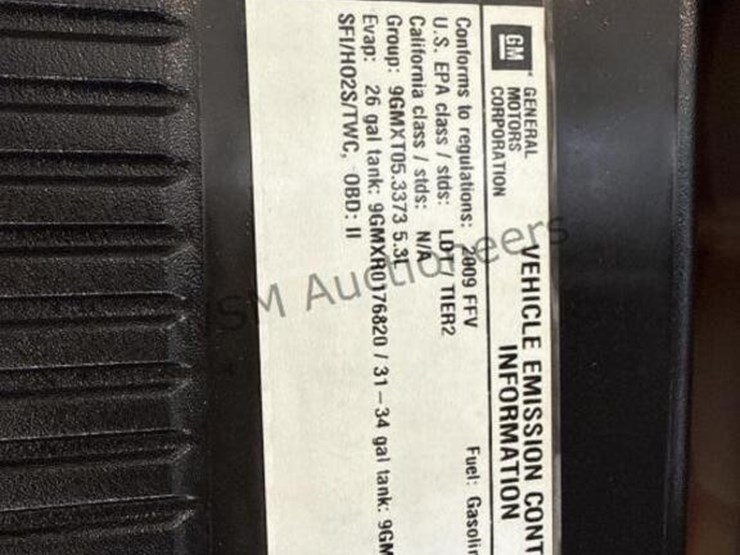 GM
GENERAL
MOTORS
CORPORATION
VEHICLE EMISSION CONT
INFORMATION
Conforms to regulations: 2009 FFV Fuel: Gasolin
U.S. EPA class / stds: TIER2
California class / stds: N/A
Group: 9GMXT05.3373 5.3L
Evap: 26 gal tank: 9GMXR0176820 / 31 – 34 gal tank: 9GM
SFI/HO2S/TWC, OBD: II
SM Auctioneers